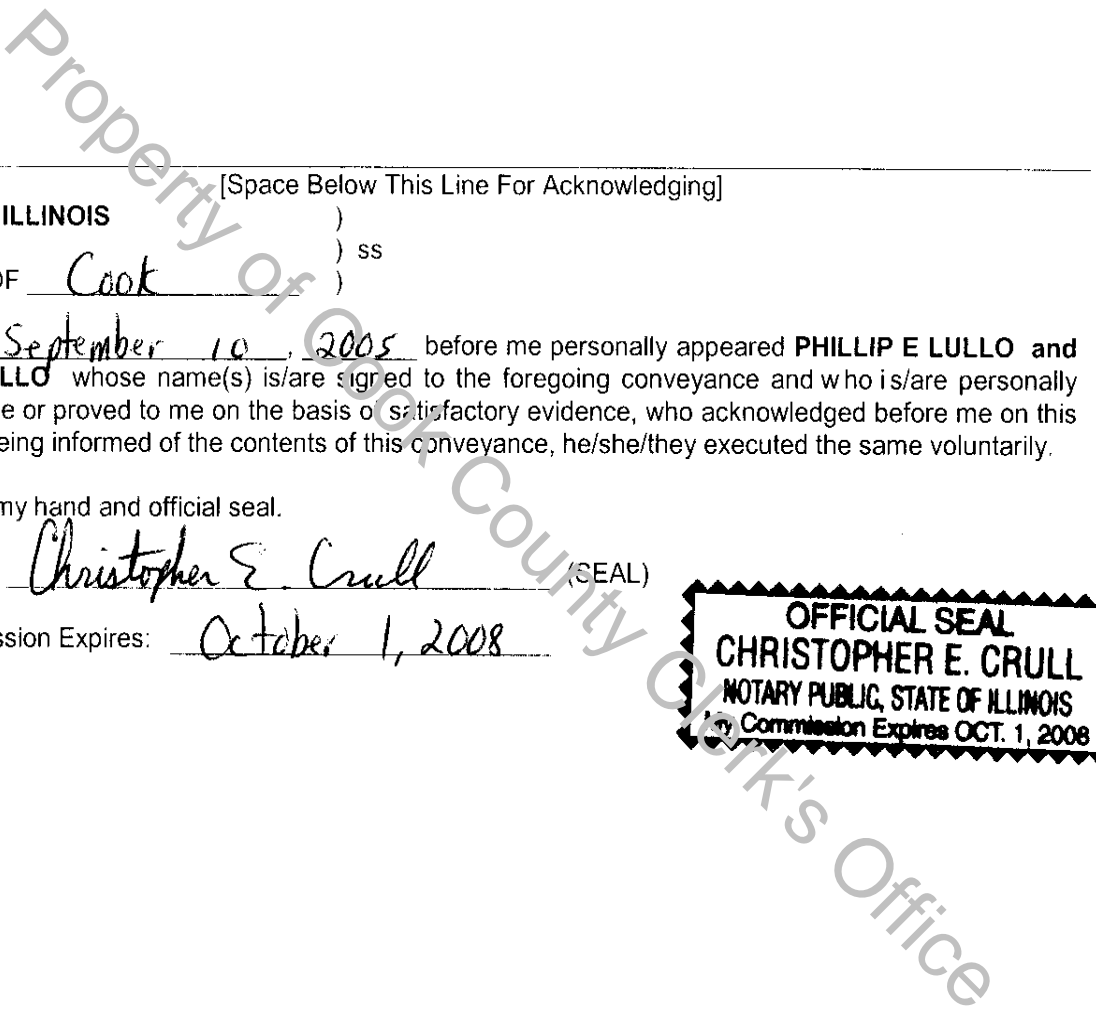 [Space Below This Line For Acknowledging]
ILLINOIS )
) ss
OF Cook )
September 10, 2005 before me personally appeared PHILLIP E LULLO and
LLO whose name(s) is/are signed to the foregoing conveyance and who is/are personally
e or proved to me on the basis of satisfactory evidence, who acknowledged before me on this
eing informed of the contents of this conveyance, he/she/they executed the same voluntarily.
my hand and official seal.
Christopher E. Crull (SEAL)
ssion Expires: October 1, 2008
OFFICIAL SEAL
CHRISTOPHER E. CRULL
NOTARY PUBLIC, STATE OF ILLINOIS
My Commission Expires OCT. 1, 2008
Property of Cook County Clerk's Office